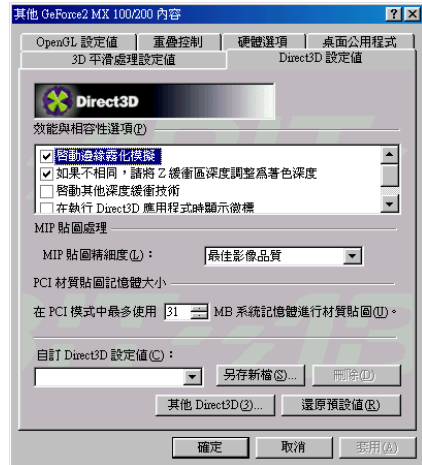 其他 GeForce2 MX 100/200 內容
OpenGL 設定值 重疊控制 硬體選項 桌面公用程式
3D 平滑處理設定值 Direct3D 設定值
Direct3D
效能與相容性選項(P)
啓動邊緣霧化模擬
如果不相同，請將 Z 緩衝區深度調整爲著色深度
啓動其他深度緩衝技術
在執行 Direct3D 應用程式時顯示徽標
MIP 貼圖處理
MIP 貼圖精細度(L)： 最佳影像品質
PCI 材質貼圖記憶體大小
在 PCI 模式中最多使用 31 MB 系統記憶體進行材質貼圖(U)。
自訂 Direct3D 設定值(C)：
另存新檔(S)... 刪除(D)
其他 Direct3D(3)... 還原預設值(R)
確定 取消 套用(A)